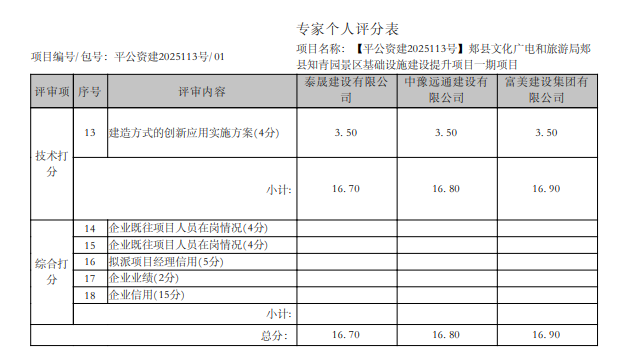 专家个人评分表
项目编号/包号: 平公资建2025113号/01
项目名称: 【平公资建2025113号】郏县文化广电和旅游局郏
县知青园景区基础设施建设提升项目一期项目
评审项 序号 评审内容 泰晟建设有限公司 中豫远通建设有限公司 富美建设集团有限公司
技术打分 13 建造方式的创新应用实施方案(4分) 3.50 3.50 3.50
小计: 16.70 16.80 16.90
综合打分 14 企业既往项目人员在岗情况(4分)
15 企业既往项目人员在岗情况(4分)
16 拟派项目经理信用(5分)
17 企业业绩(2分)
18 企业信用(15分)
小计:
总分: 16.70 16.80 16.90